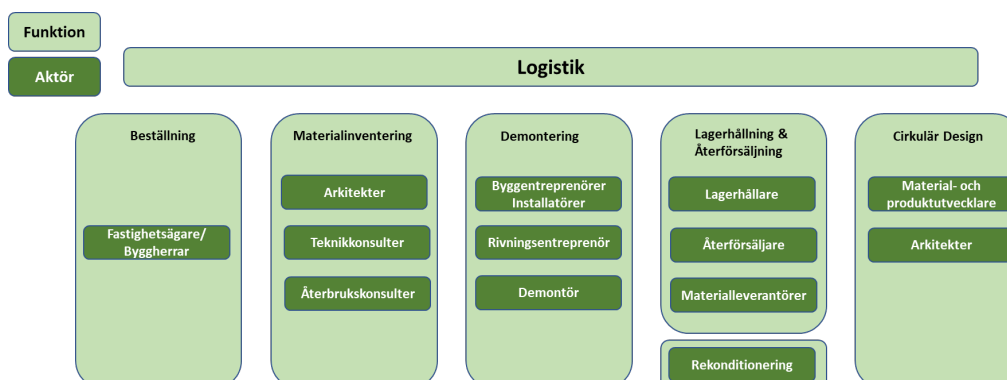 Funktion
Aktör
Logistik
Beställning
Fastighetsägare/
Byggherrar
Materialinventering
Arkitekter
Teknikkonsulter
Återbrukskonsulter
Demontering
Byggentreprenörer
Installatörer
Rivningsentreprenör
Demontör
Lagerhållning &
Återförsäljning
Lagerhållare
Återförsäljare
Materialleverantörer
Rekonditionering
Cirkulär Design
Material- och
produktutvecklare
Arkitekter